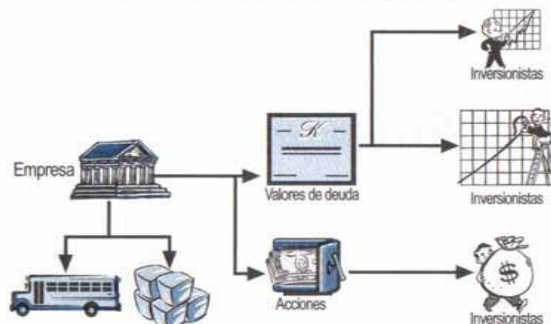 Inversionistas
Empresa
K
Valores de deuda
Inversionistas
Acciones
$
Inversionistas